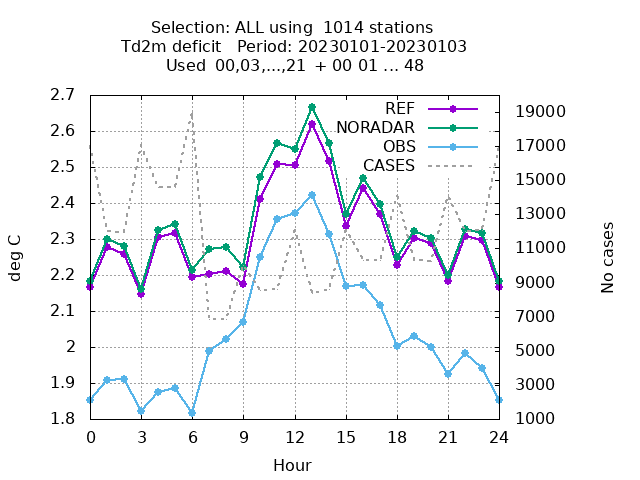 Selection: ALL using  1014 stations
Td2m deficit   Period: 20230101-20230103
Used  00,03,...,21  + 00 01 ... 48
REF
NORADAR
OBS
CASES
2.7
2.6
2.5
2.4
2.3
2.2
2.1
2
1.9
1.8
19000
17000
15000
13000
11000
9000
7000
5000
3000
1000
deg C
No cases
0 3 6 9 12 15 18 21 24
Hour